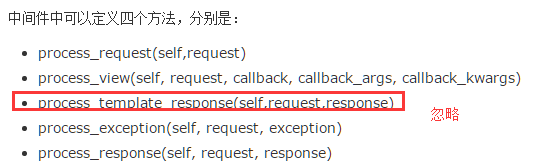 中间件中可以定义四个方法，分别是：
• process_request(self,request)
• process_view(self, request, callback, callback_args, callback_kwargs)
• process_template_response(self,request,response)
忽略
• process_exception(self, request, exception)
• process_response(self, request, response)